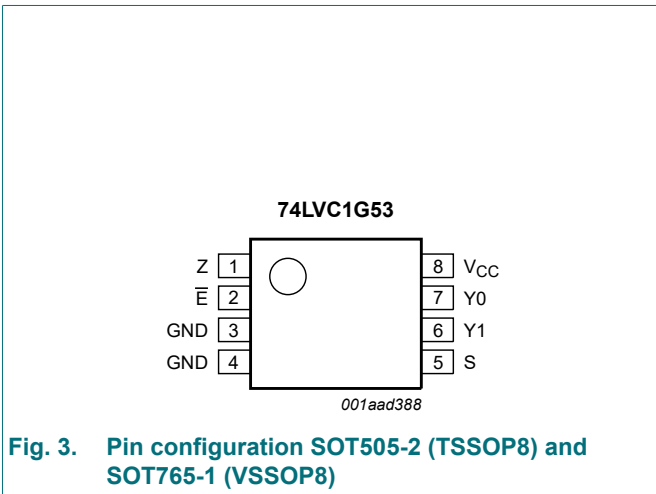 74LVC1G53
Z 1 8 VCC
E̅ 2 7 Y0
GND 3 6 Y1
GND 4 5 S
001aad388
Fig. 3. Pin configuration SOT505-2 (TSSOP8) and
SOT765-1 (VSSOP8)